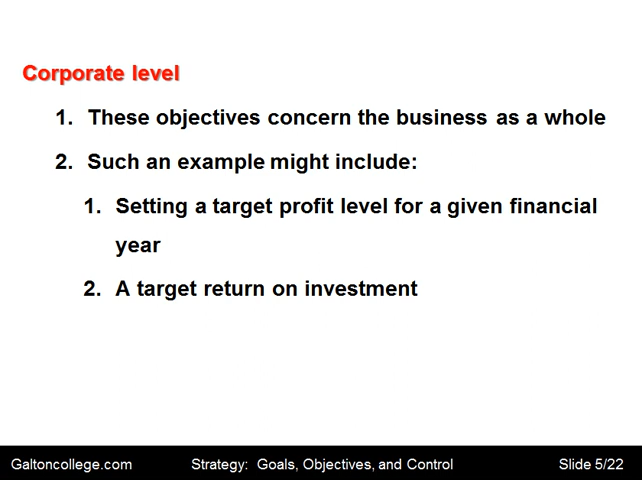 Corporate level
1. These objectives concern the business as a whole
2. Such an example might include:
1. Setting a target profit level for a given financial
year
2. A target return on investment
Galtoncollege.com Strategy: Goals, Objectives, and Control Slide 5/22